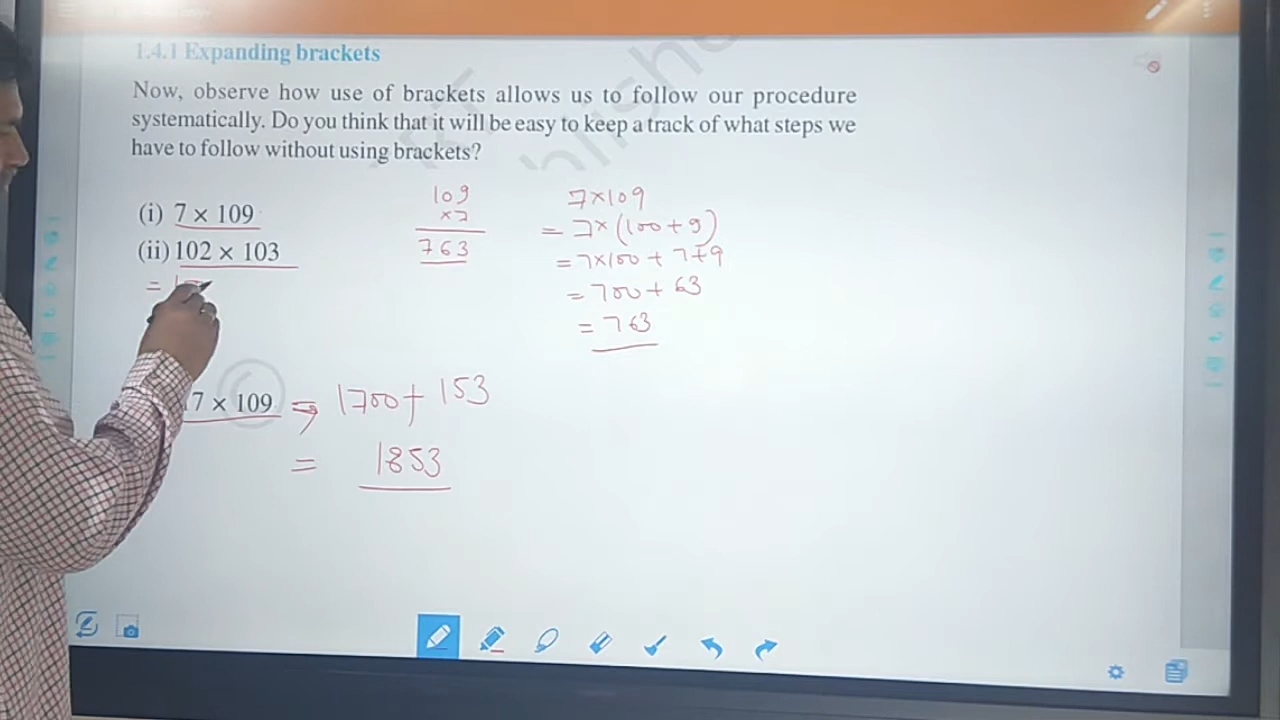 1.4.1 Expanding brackets
Now, observe how use of brackets allows us to follow our procedure
systematically. Do you think that it will be easy to keep a track of what steps we
have to follow without using brackets?
(i) 7 × 109
(ii) 102 × 103
=
109
×7
763
7×109
= 7×(100+9)
= 7×100 + 7+9
= 700 + 63
= 763
7 × 109 = 1700+ 153
= 1853